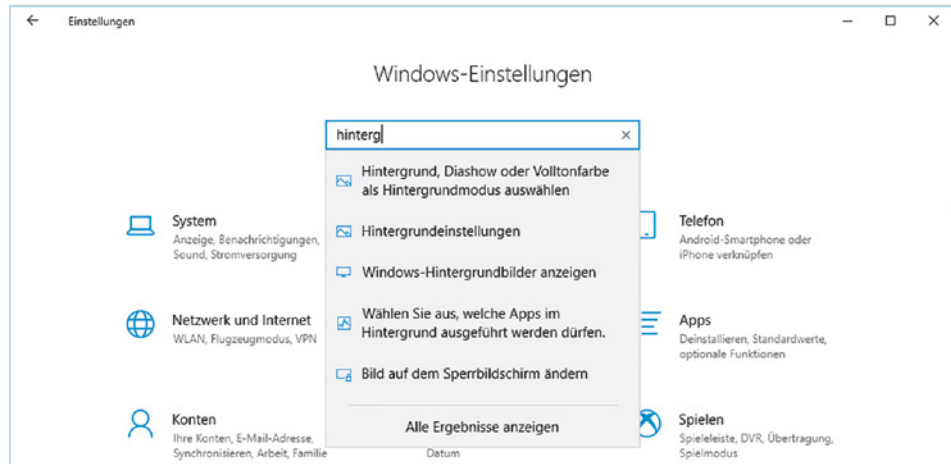 Einstellungen
Windows-Einstellungen
hinterg
Hintergrund, Diashow oder Volltonfarbe
als Hintergrundmodus auswählen
Hintergrundeinstellungen
Windows-Hintergrundbilder anzeigen
Wählen Sie aus, welche Apps im
Hintergrund ausgeführt werden dürfen.
Bild auf dem Sperrbildschirm ändern
Alle Ergebnisse anzeigen
System
Anzeige, Benachrichtigungen,
Sound, Stromversorgung
Telefon
Android-Smartphone oder
iPhone verknüpfen
Netzwerk und Internet
WLAN, Flugzeugmodus, VPN
Apps
Deinstallieren, Standardwerte,
optionale Funktionen
Konten
Ihre Konten, E-Mail-Adresse,
Synchronisieren, Arbeit, Familie
Datum
Spielen
Spieleleiste, DVR, Übertragung,
Spielmodus